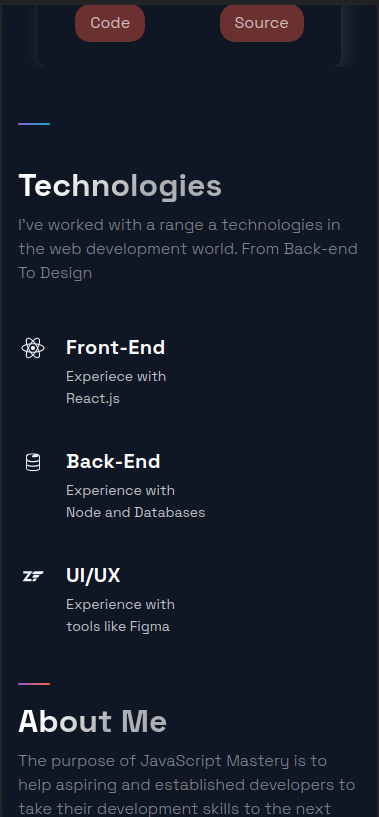 Code Source
Technologies
I've worked with a range a technologies in
the web development world. From Back-end
To Design
Front-End
Experiece with
React.js
Back-End
Experience with
Node and Databases
UI/UX
Experience with
tools like Figma
About Me
The purpose of JavaScript Mastery is to
help aspiring and established developers to
take their development skills to the next